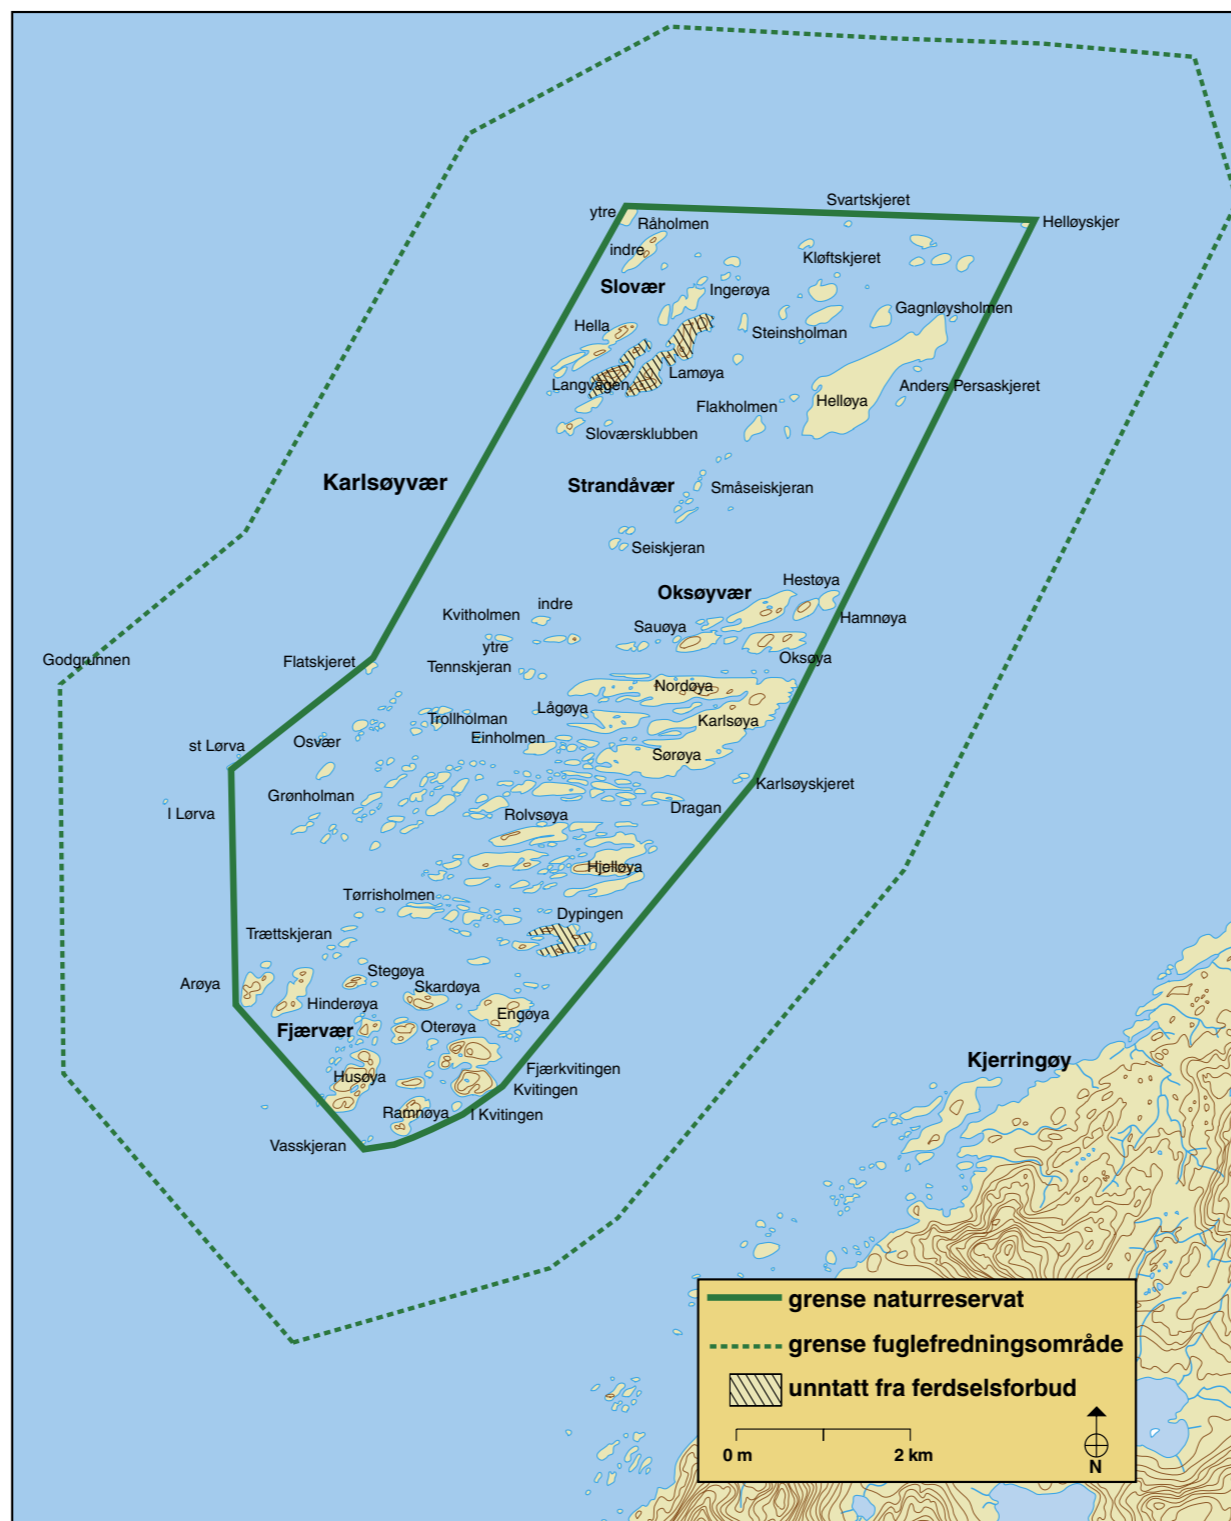 Svartskjeret
ytre
Råholmen
Helløyskjer
indre
Kløftskjeret
Slovær
Ingerøya
Gagnløysholmen
Hella
Steinsholman
Lamøya
Langvågen
Anders Persaskjeret
Flakholmen
Helløya
Sloværsklubben
Karlsøyvær
Strandåvær
Småseiskjeran
Seiskjeran
Oksøyvær
Hestøya
indre
Kvitholmen
Hamnøya
Sauøya
ytre
Oksøya
Godgrunnen
Flatskjeret
Tennskjeran
Nordøya
Lågøya
Trollholman
Karlsøya
Einholmen
Osvær
st Lørva
Sørøya
Karlsøyskjeret
Grønholman
Dragan
l Lørva
Rolvsøya
Hjelløya
Tørrisholmen
Dypingen
Trættskjeran
Stegøya
Arøya
Skardøya
Hinderøya
Engøya
Fjærvær
Oterøya
Kjerringøy
Fjærkvitingen
Husøya
Kvitingen
Ramnøya
l Kvitingen
Vasskjeran
grense naturreservat
grense fuglefredningsområde
unntatt fra ferdselsforbud
0 m
2 km
N